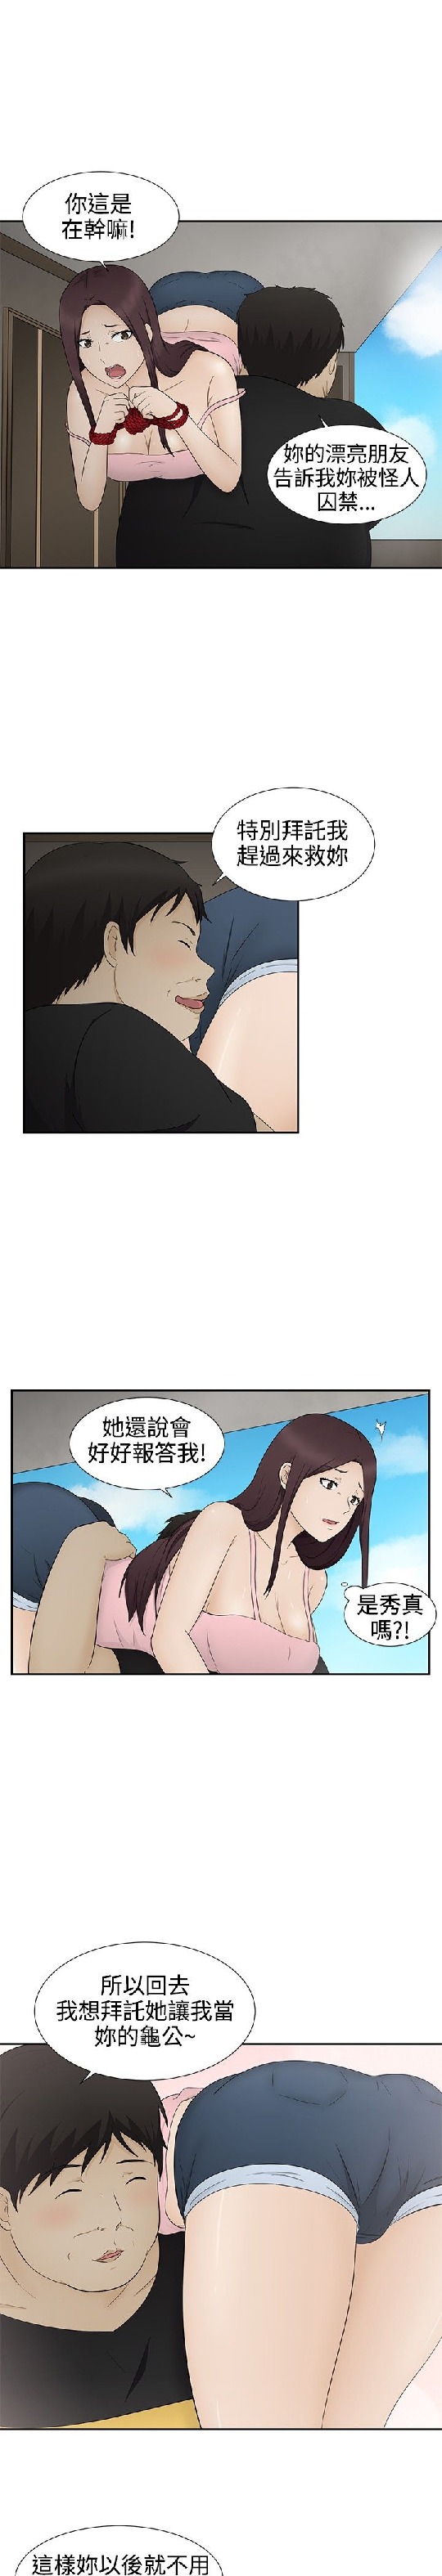 你這是
在幹嘛!
妳的漂亮朋友
告訴我妳被怪人
囚禁...
特別拜託我
趕過來救妳
她還說會
好好報答我!
是秀真
嗎?!
所以回去
我想拜託她讓我當
妳的龜公~
這樣妳以後就不用